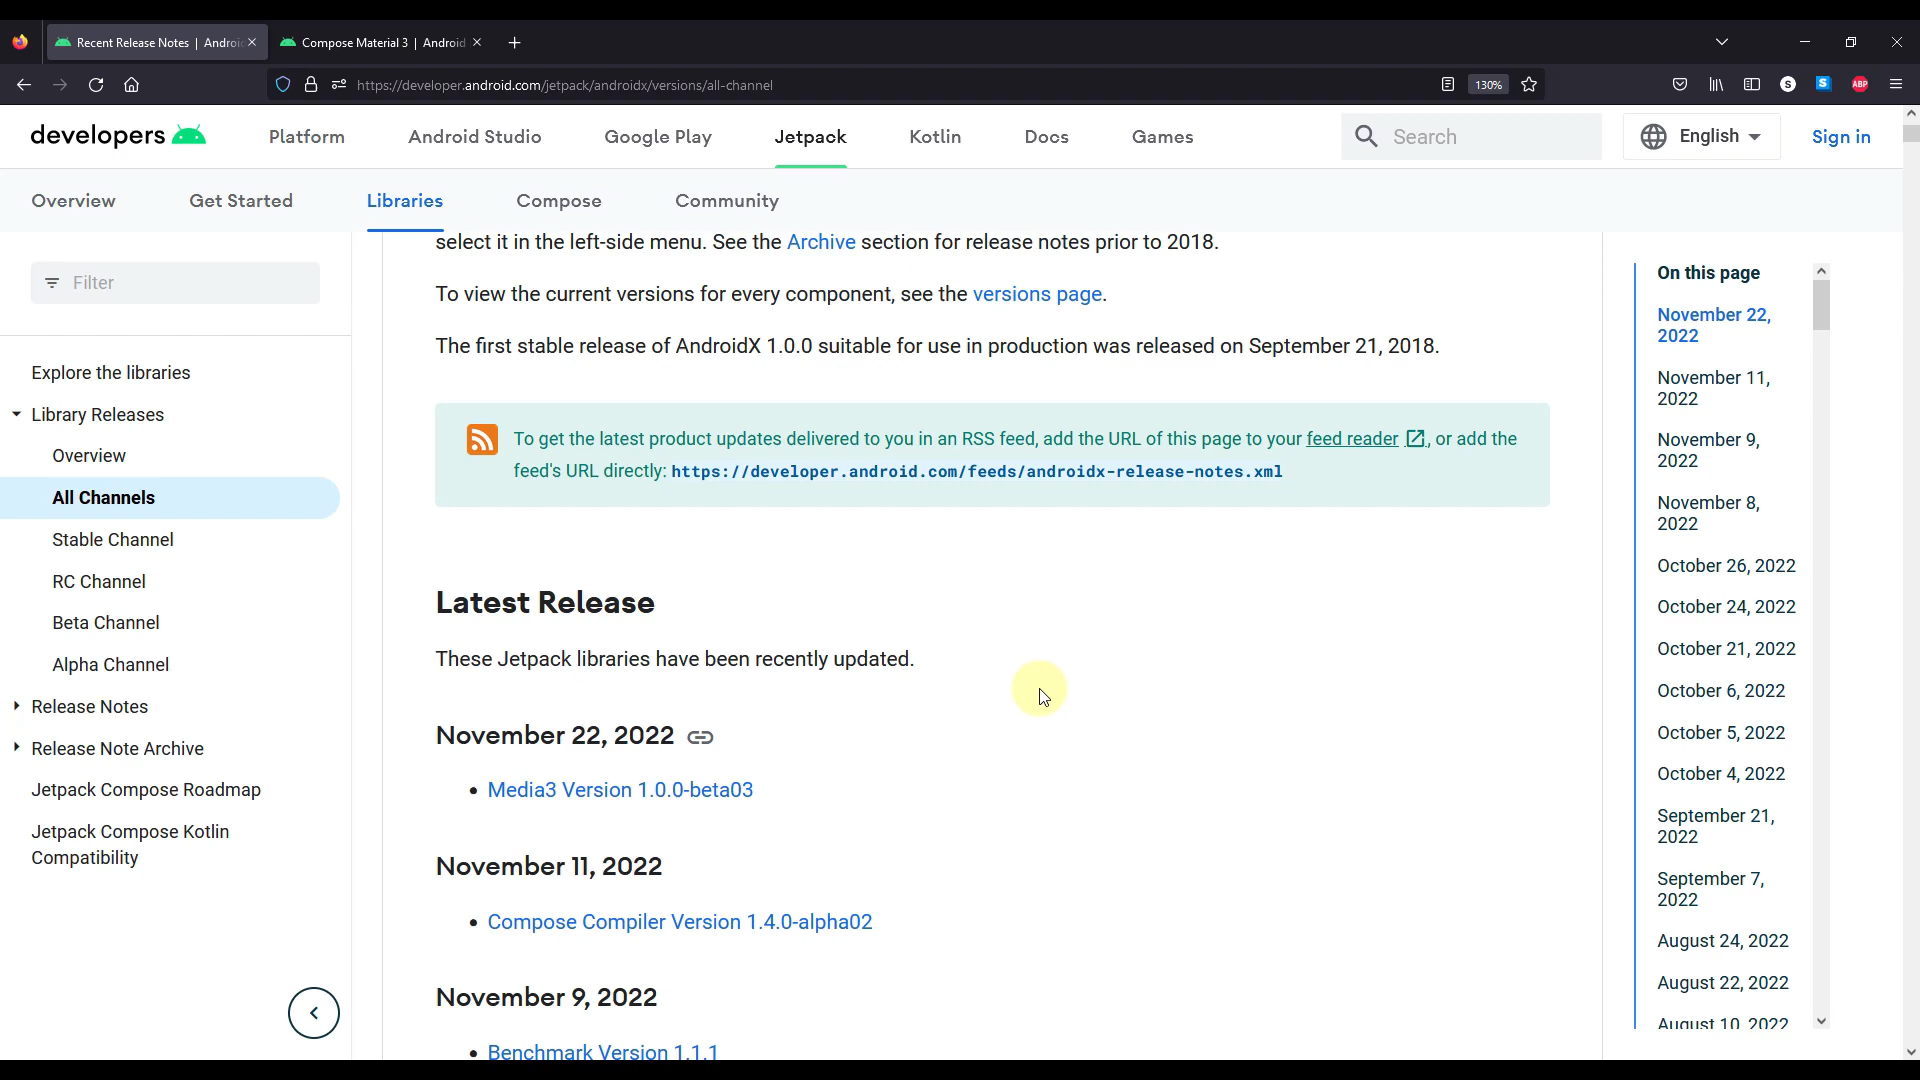 Recent Release Notes | Androi
Compose Material 3 | Android
https://developer.android.com/jetpack/androidx/versions/all-channel
130%
S
S
ABP
developers
Platform
Android Studio
Google Play
Jetpack
Kotlin
Docs
Games
Search
English
Sign in
Overview
Get Started
Libraries
Compose
Community
Filter
Explore the libraries
Library Releases
Overview
All Channels
Stable Channel
RC Channel
Beta Channel
Alpha Channel
Release Notes
Release Note Archive
Jetpack Compose Roadmap
Jetpack Compose Kotlin
Compatibility
select it in the left-side menu. See the Archive section for release notes prior to 2018.
To view the current versions for every component, see the versions page.
The first stable release of AndroidX 1.0.0 suitable for use in production was released on September 21, 2018.
To get the latest product updates delivered to you in an RSS feed, add the URL of this page to your feed reader, or add the
feed's URL directly: https://developer.android.com/feeds/androidx-release-notes.xml
Latest Release
These Jetpack libraries have been recently updated.
November 22, 2022
• Media3 Version 1.0.0-beta03
November 11, 2022
• Compose Compiler Version 1.4.0-alpha02
November 9, 2022
• Benchmark Version 1.1.1
On this page
November 22,
2022
November 11,
2022
November 9,
2022
November 8,
2022
October 26, 2022
October 24, 2022
October 21, 2022
October 6, 2022
October 5, 2022
October 4, 2022
September 21,
2022
September 7,
2022
August 24, 2022
August 22, 2022
August 10, 2022